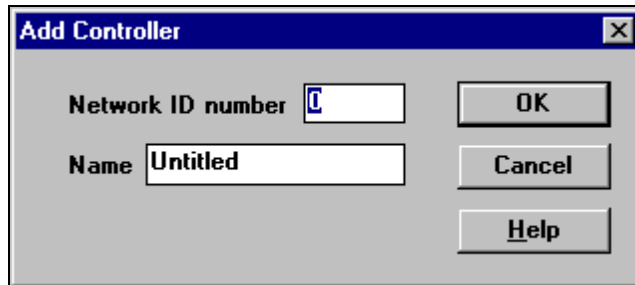 Add Controller
Network ID number 0 OK
Name Untitled Cancel
Help